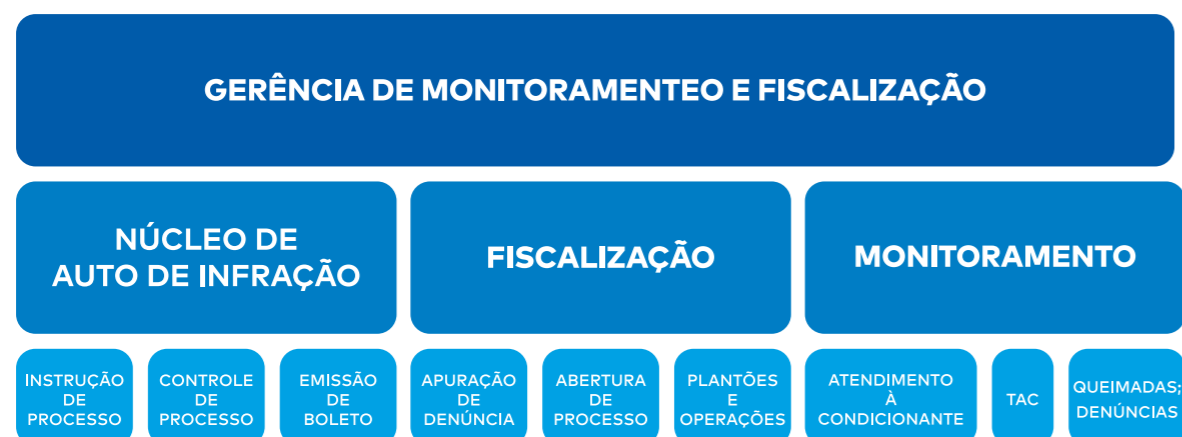 GERÊNCIA DE MONITORAMENTEO E FISCALIZAÇÃO
NÚCLEO DE
AUTO DE INFRAÇÃO
FISCALIZAÇÃO
MONITORAMENTO
INSTRUÇÃO
DE
PROCESSO
CONTROLE
DE
PROCESSO
EMISSÃO
DE
BOLETO
APURAÇÃO
DE
DENÚNCIA
ABERTURA
DE
PROCESSO
PLANTÕES
E
OPERAÇÕES
ATENDIMENTO
À
CONDICIONANTE
TAC
QUEIMADAS;
DENÚNCIAS